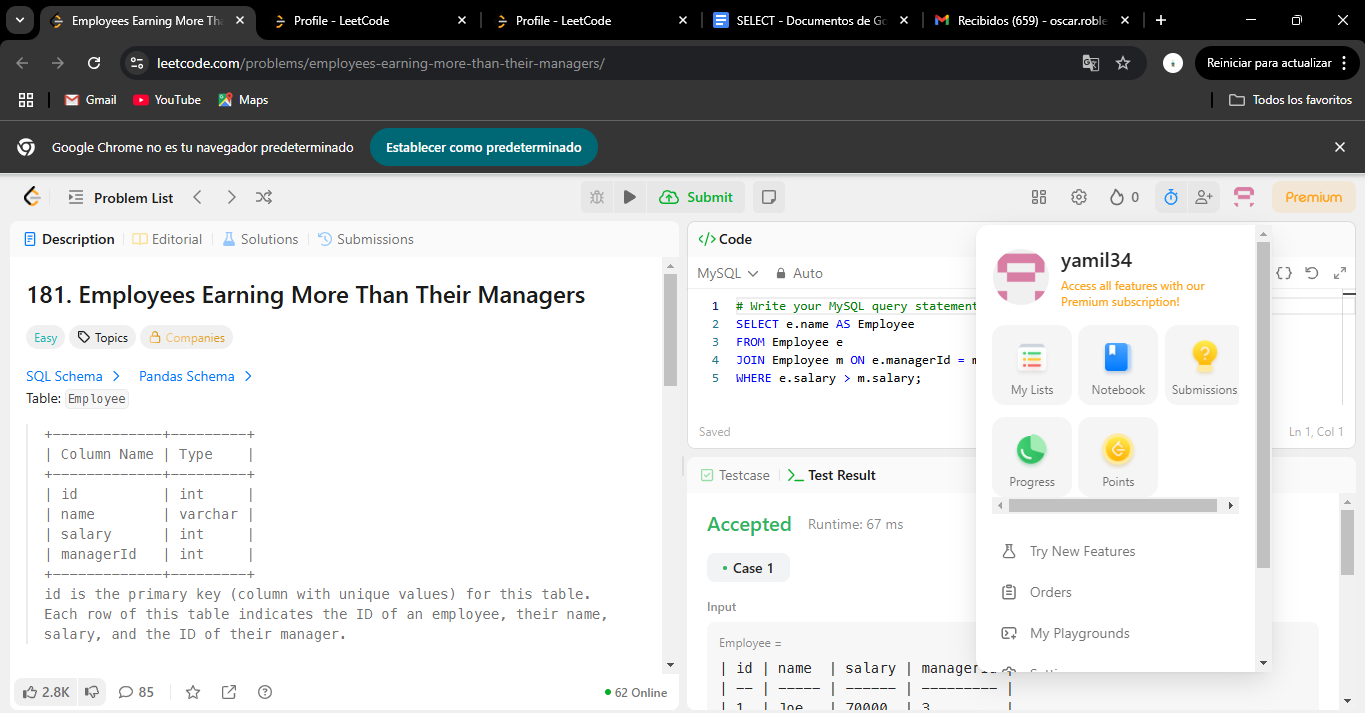 Employees Earning More Tha
Profile - LeetCode
Profile - LeetCode
SELECT - Documentos de Go
Recibidos (659) - oscar.roble
leetcode.com/problems/employees-earning-more-than-their-managers/
Reiniciar para actualizar
Gmail
YouTube
Maps
Todos los favoritos
Google Chrome no es tu navegador predeterminado
Establecer como predeterminado
Problem List
Submit
0
Premium
Description
Editorial
Solutions
Submissions
181. Employees Earning More Than Their Managers
Easy
Topics
Companies
SQL Schema
Pandas Schema
Table: Employee
+-------------+---------+
| Column Name | Type    |
+-------------+---------+
| id          | int     |
| name        | varchar |
| salary      | int     |
| managerId   | int     |
+-------------+---------+
id is the primary key (column with unique values) for this table.
Each row of this table indicates the ID of an employee, their name,
salary, and the ID of their manager.
2.8K
85
62 Online
</> Code
MySQL
Auto
1 # Write your MySQL query statement
2 SELECT e.name AS Employee
3 FROM Employee e
4 JOIN Employee m ON e.managerId = m
5 WHERE e.salary > m.salary;
Saved
Ln 1, Col 1
Testcase
>_ Test Result
Accepted
Runtime: 67 ms
• Case 1
Input
Employee =
| id | name  | salary |
| -- | ----- | ------ | --------- |
| 1  | Joe   | 70000  | 3
yamil34
Access all features with our
Premium subscription!
My Lists
Notebook
Submissions
Progress
Points
Try New Features
Orders
My Playgrounds